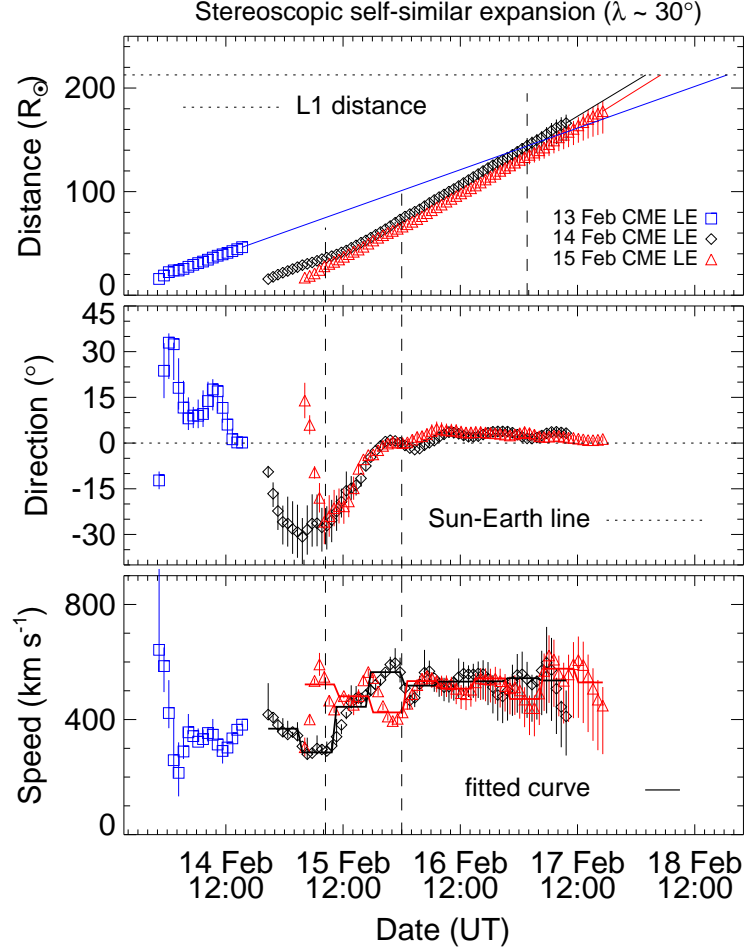 Stereoscopic self-similar expansion (λ ~ 30°)
Distance (R☉)
200
100
0
L1 distance
13 Feb CME LE
14 Feb CME LE
15 Feb CME LE
Direction (°)
45
30
15
0
-15
-30
Sun-Earth line
Speed (km s⁻¹)
800
400
0
fitted curve
14 Feb 15 Feb 16 Feb 17 Feb 18 Feb
12:00 12:00 12:00 12:00 12:00
Date (UT)